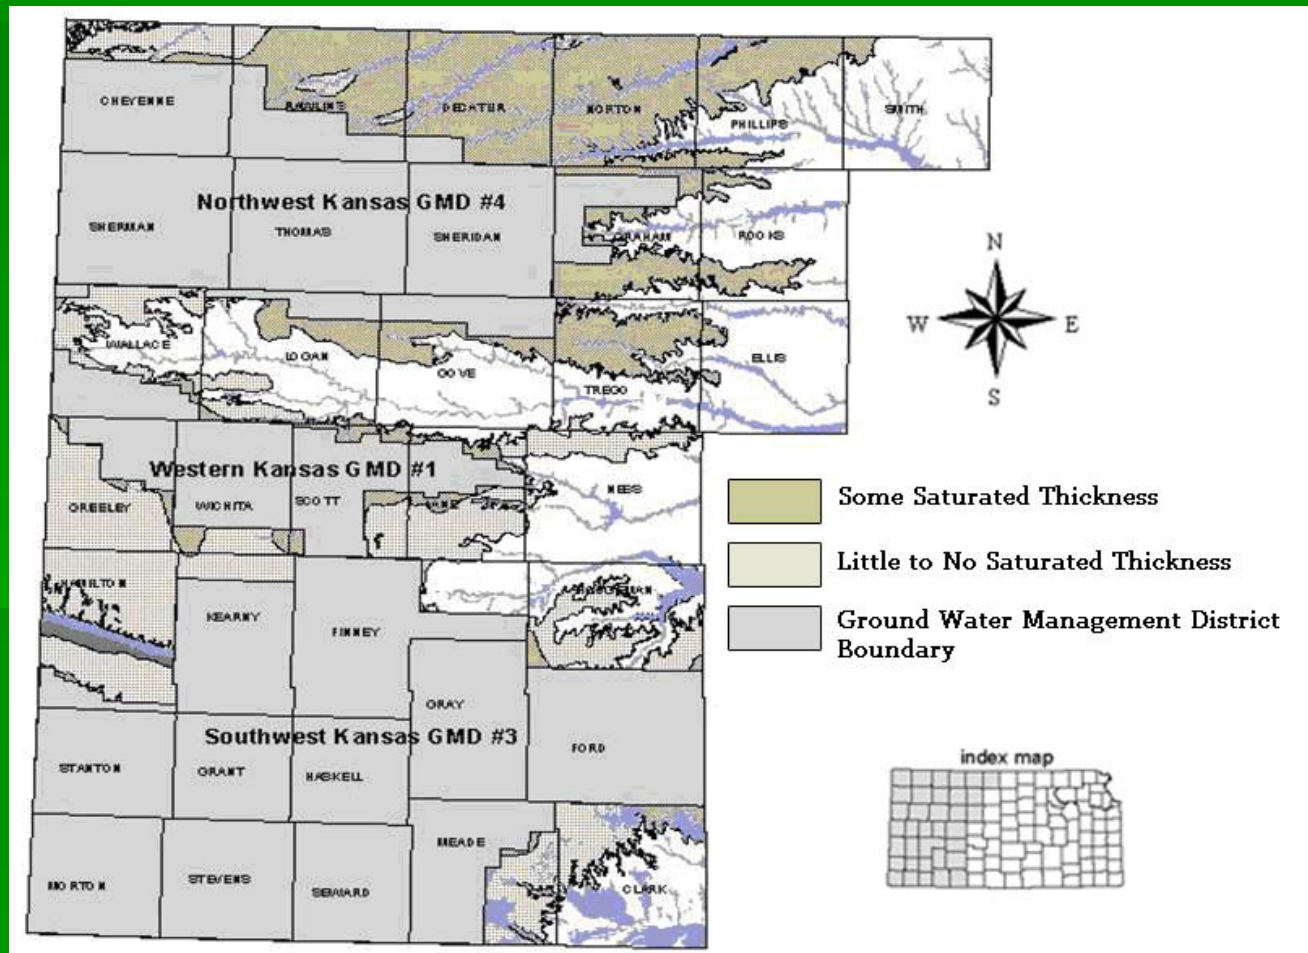 CHEYENNE
RAWLINS
DECATUR
NORTON
PHILLIPS
SMITH
Northwest Kansas GMD #4
SHERMAN
THOMAS
SHERIDAN
GRAHAM
ROOKS
N
W
E
S
WALLACE
LOGAN
GOVE
TREGO
ELLIS
Western Kansas GMD #1
GREELEY
WICHITA
SCOTT
LANE
NESS
Some Saturated Thickness
Little to No Saturated Thickness
Ground Water Management District
Boundary
HAMILTON
KEARNY
FINNEY
GRAY
Southwest Kansas GMD #3
FORD
STANTON
GRANT
HASKELL
index map
MEADE
MORTON
STEVENS
SEWARD
CLARK